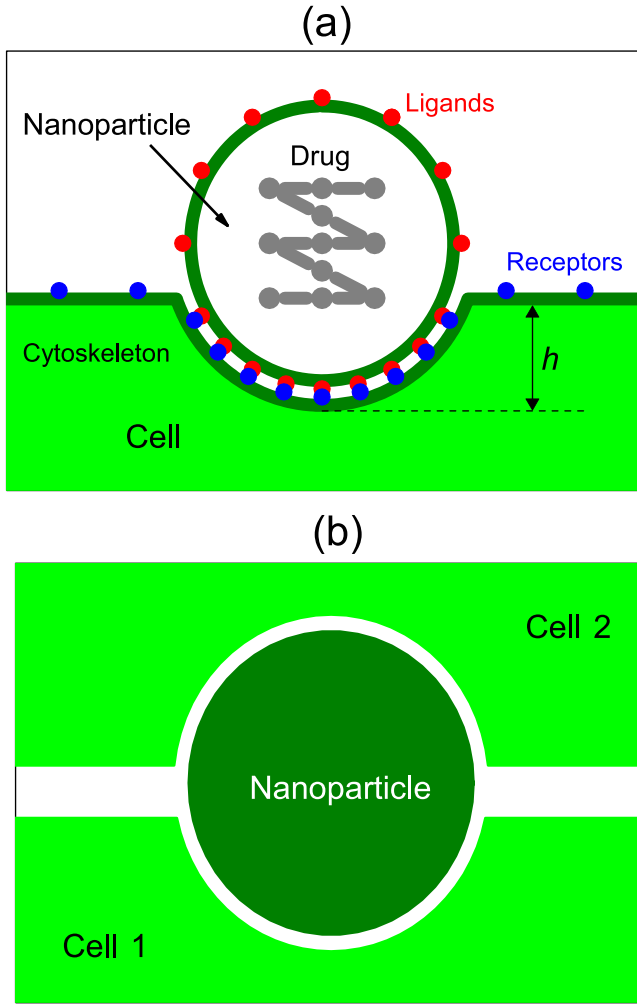 (a)
Ligands
Nanoparticle
Drug
Receptors
Cytoskeleton
h
Cell
(b)
Cell 2
Nanoparticle
Cell 1